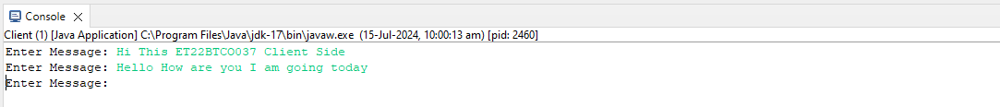 Console
Client (1) [Java Application] C:\Program Files\Java\jdk-17\bin\javaw.exe (15-Jul-2024, 10:00:13 am) [pid: 2460]
Enter Message: Hi This ET22BTCO037 Client Side
Enter Message: Hello How are you I am going today
Enter Message: